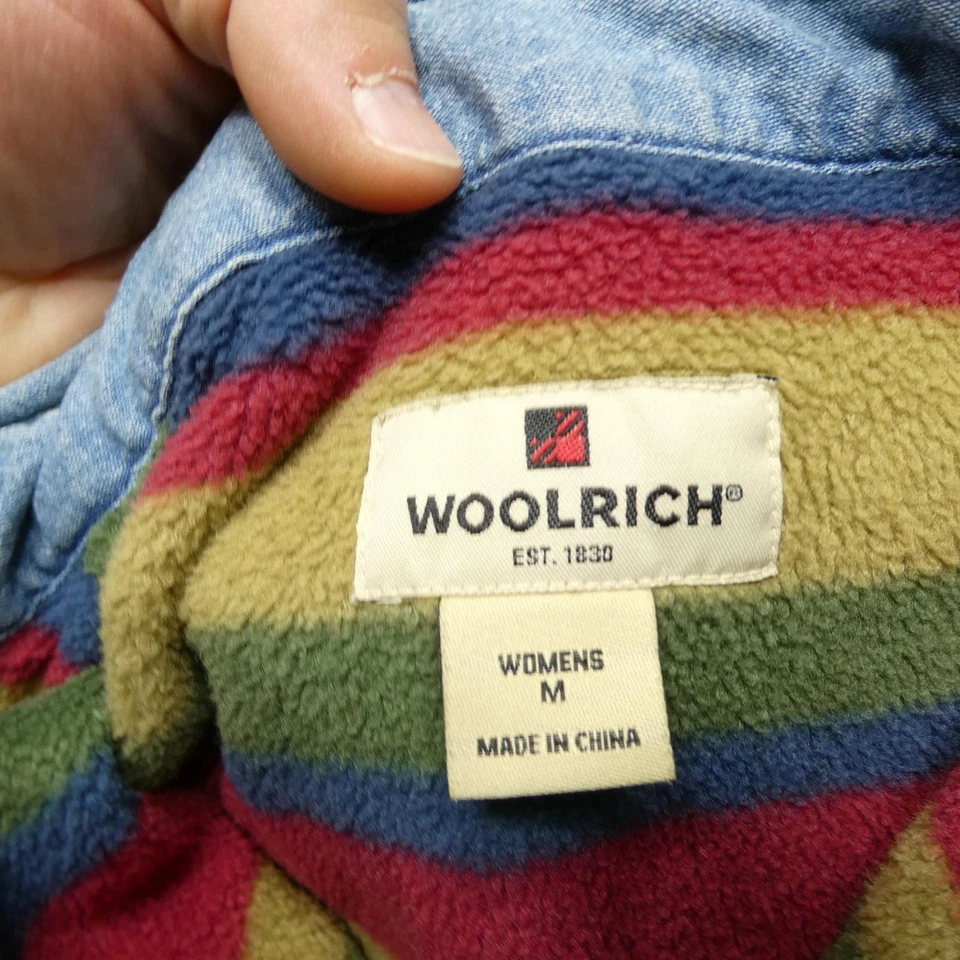 WOOLRICH®
EST. 1830
WOMENS
M
MADE IN CHINA